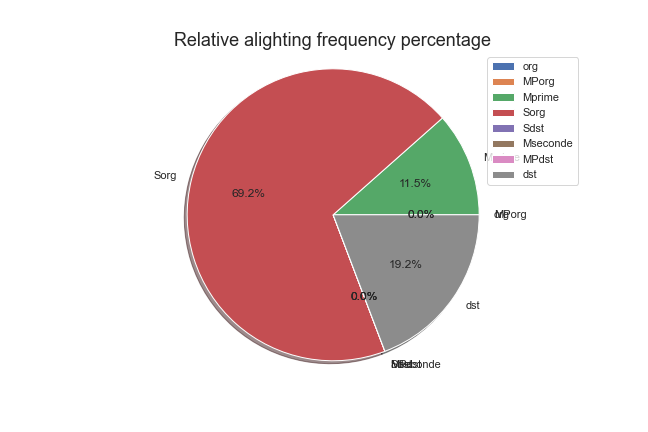 Relative alighting frequency percentage
org
MPorg
Mprime
Sorg
Sdst
Mseconde
MPdst
dst
Sorg
69.2%
11.5%
0.0%
MPorg
19.2%
0.0%
dst